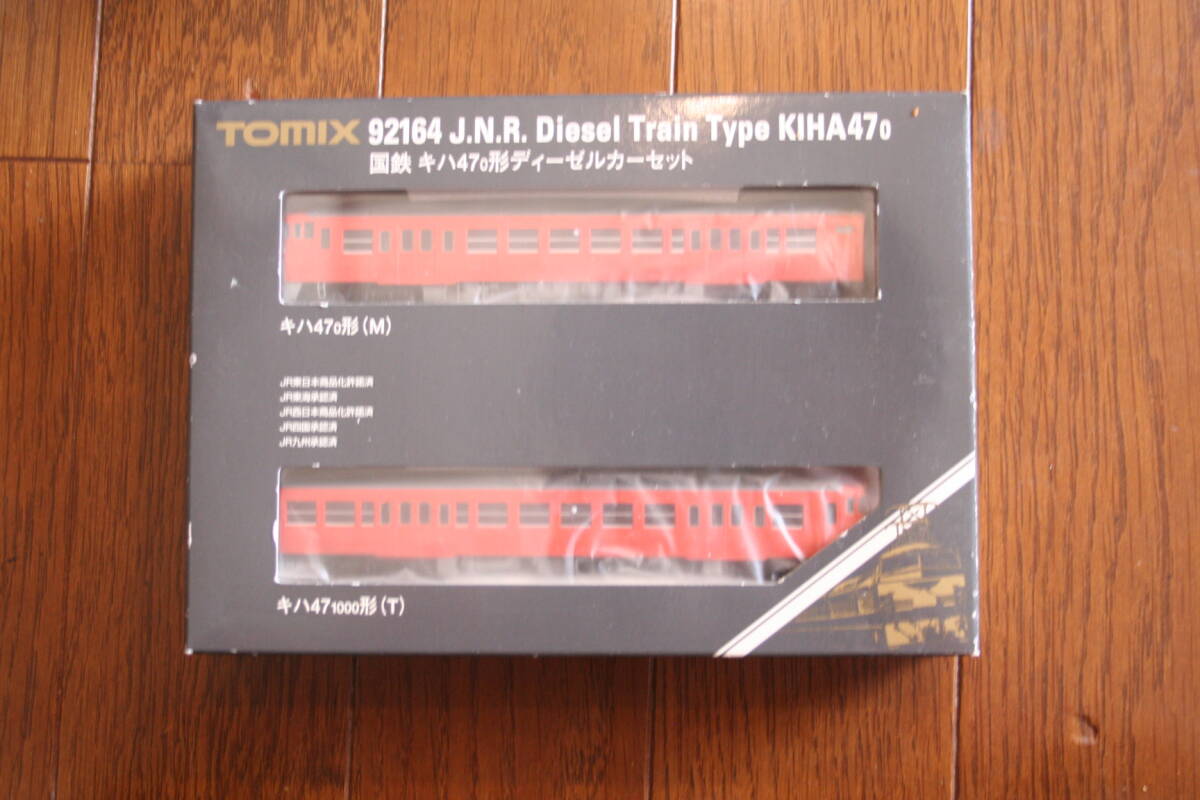 TOMIX 92164 J.N.R. Diesel Train Type KIHA470
国鉄 キハ470形ディーゼルカーセット
キハ470形(M)
JR東日本商品化許諾済
JR東海承認済
JR西日本商品化許諾済
JR四国承認済
JR九州承認済
キハ471000形(T)